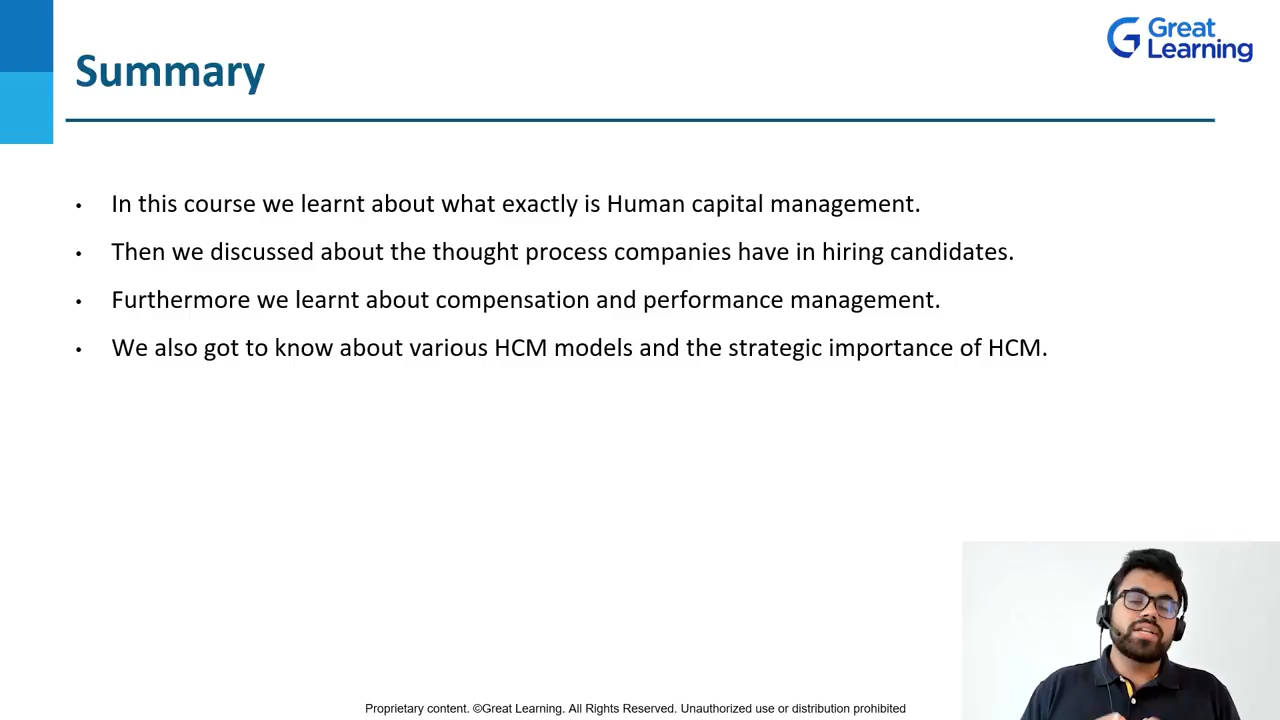 Great
Learning
Summary
• In this course we learnt about what exactly is Human capital management.
• Then we discussed about the thought process companies have in hiring candidates.
• Furthermore we learnt about compensation and performance management.
• We also got to know about various HCM models and the strategic importance of HCM.
Proprietary content. ©Great Learning. All Rights Reserved. Unauthorized use or distribution prohibited